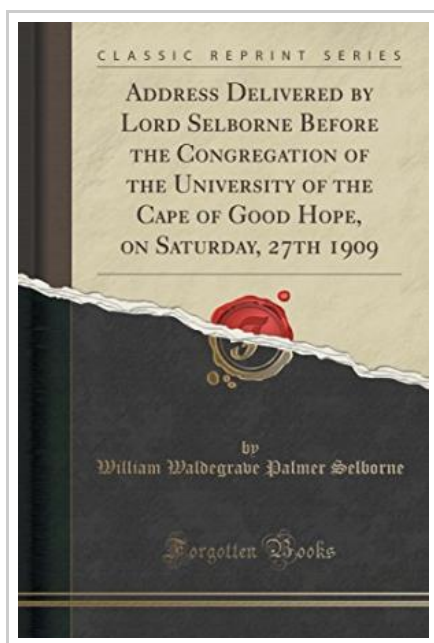 CLASSIC REPRINT SERIES
ADDRESS DELIVERED BY
LORD SELBORNE BEFORE
THE CONGREGATION OF
THE UNIVERSITY OF THE
CAPE OF GOOD HOPE,
ON SATURDAY, 27TH 1909
by
William Waldegrave Palmer Selborne
Forgotten Books